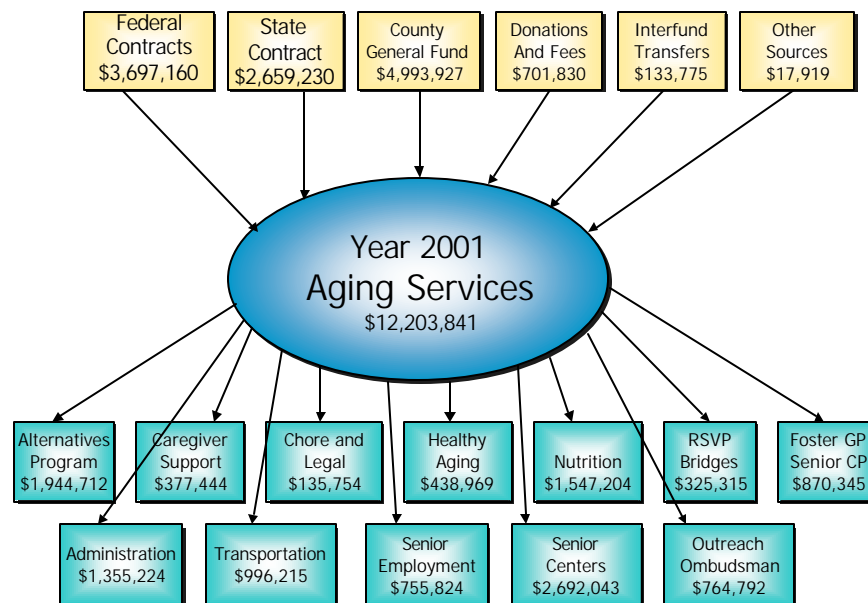 Federal
Contracts
$3,697,160
State
Contract
$2,659,230
County
General Fund
$4,993,927
Donations
And Fees
$701,830
Interfund
Transfers
$133,775
Other
Sources
$17,919
Year 2001
Aging Services
$12,203,841
Alternatives
Program
$1,944,712
Caregiver
Support
$377,444
Chore and
Legal
$135,754
Healthy
Aging
$438,969
Nutrition
$1,547,204
RSVP
Bridges
$325,315
Foster GP
Senior CP
$870,345
Administration
$1,355,224
Transportation
$996,215
Senior
Employment
$755,824
Senior
Centers
$2,692,043
Outreach
Ombudsman
$764,792